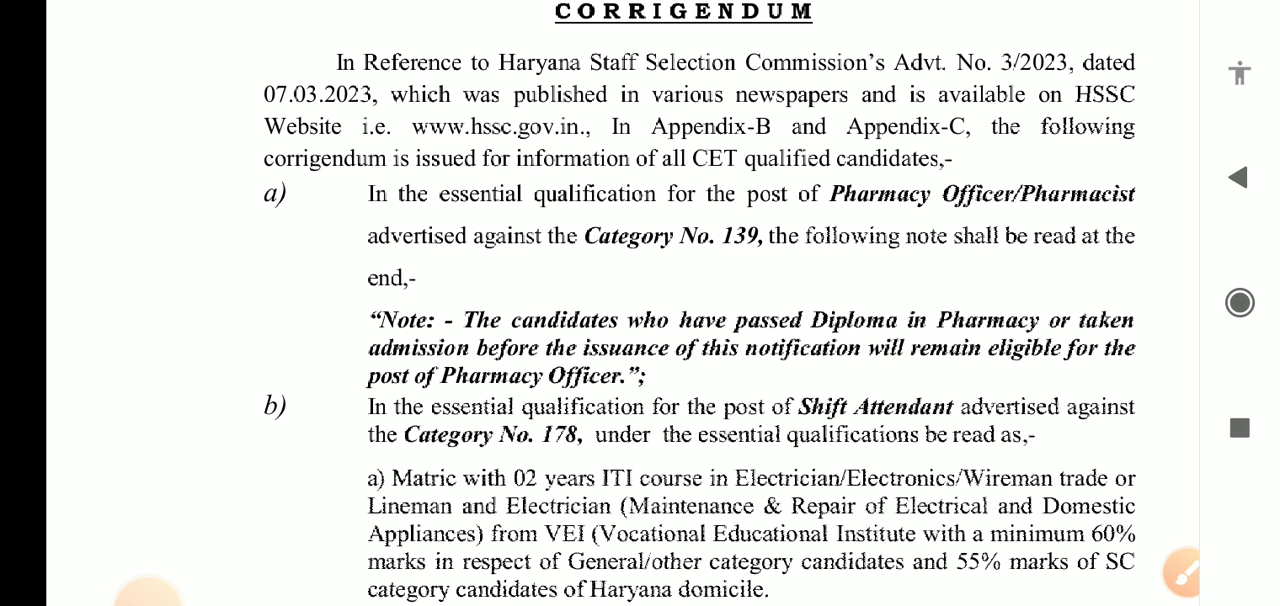 CORRIGENDUM
In Reference to Haryana Staff Selection Commission's Advt. No. 3/2023, dated
07.03.2023, which was published in various newspapers and is available on HSSC
Website i.e. www.hssc.gov.in., In Appendix-B and Appendix-C, the following
corrigendum is issued for information of all CET qualified candidates,-
a) In the essential qualification for the post of Pharmacy Officer/Pharmacist
advertised against the Category No. 139, the following note shall be read at the
end,-
“Note: - The candidates who have passed Diploma in Pharmacy or taken
admission before the issuance of this notification will remain eligible for the
post of Pharmacy Officer.”;
b) In the essential qualification for the post of Shift Attendant advertised against
the Category No. 178, under the essential qualifications be read as,-
a) Matric with 02 years ITI course in Electrician/Electronics/Wireman trade or
Lineman and Electrician (Maintenance & Repair of Electrical and Domestic
Appliances) from VEI (Vocational Educational Institute with a minimum 60%
marks in respect of General/other category candidates and 55% marks of SC
category candidates of Haryana domicile.